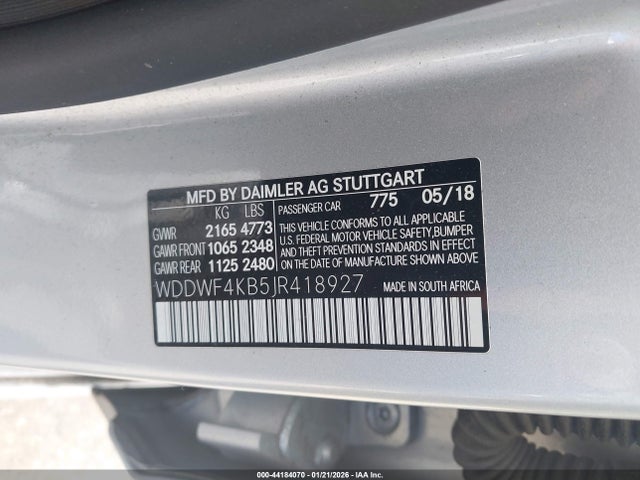 MFD BY DAIMLER AG STUTTGART
KG LBS PASSENGER CAR 775 05/18
GVWR 2165 4773
GAWR FRONT 1065 2348
GAWR REAR 1125 2480
THIS VEHICLE CONFORMS TO ALL APPLICABLE
U.S. FEDERAL MOTOR VEHICLE SAFETY,BUMPER
AND THEFT PREVENTION STANDARDS IN EFFECT
ON THE DATE OF MANUFACTURE SHOWN ABOVE.
WDDWF4KB5JR418927 MADE IN SOUTH AFRICA
000-44184070 - 01/21/2026 - IAA Inc.